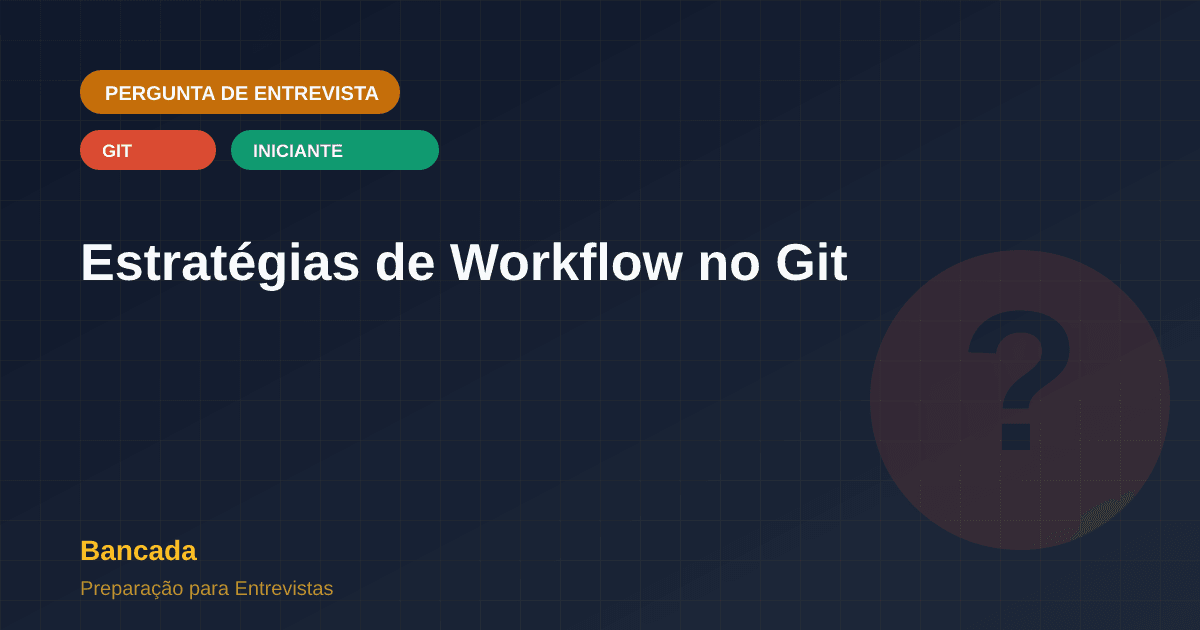 PERGUNTA DE ENTREVISTA
GIT INICIANTE
Estratégias de Workflow no Git
?
Bancada
Preparação para Entrevistas